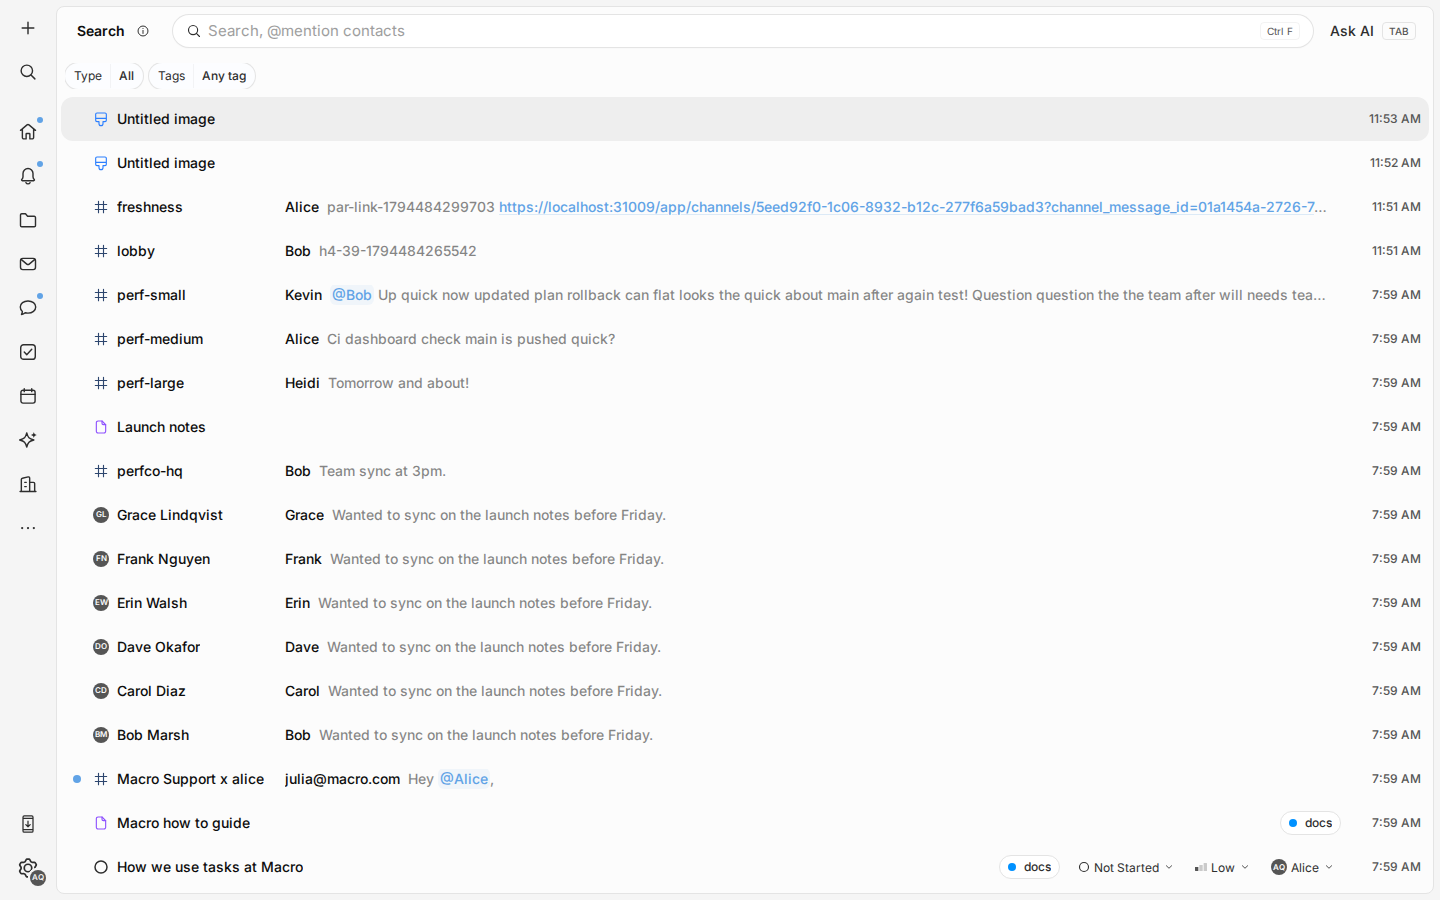 Search
Search, @mention contacts
Ctrl F
Ask AI
TAB
Type All
Tags Any tag
Untitled image 11:53 AM
Untitled image 11:52 AM
freshness Alice par-link-1794484299703 https://localhost:31009/app/channels/5eed92f0-1c06-8932-b12c-277f6a59bad3?channel_message_id=01a1454a-2726-7... 11:51 AM
lobby Bob h4-39-1794484265542 11:51 AM
perf-small Kevin @Bob Up quick now updated plan rollback can flat looks the quick about main after again test! Question question the the team after will needs tea... 7:59 AM
perf-medium Alice Ci dashboard check main is pushed quick? 7:59 AM
perf-large Heidi Tomorrow and about! 7:59 AM
Launch notes 7:59 AM
perfco-hq Bob Team sync at 3pm. 7:59 AM
GL Grace Lindqvist Grace Wanted to sync on the launch notes before Friday. 7:59 AM
FN Frank Nguyen Frank Wanted to sync on the launch notes before Friday. 7:59 AM
EW Erin Walsh Erin Wanted to sync on the launch notes before Friday. 7:59 AM
DO Dave Okafor Dave Wanted to sync on the launch notes before Friday. 7:59 AM
CD Carol Diaz Carol Wanted to sync on the launch notes before Friday. 7:59 AM
BM Bob Marsh Bob Wanted to sync on the launch notes before Friday. 7:59 AM
Macro Support x alice julia@macro.com Hey @Alice, 7:59 AM
Macro how to guide docs 7:59 AM
How we use tasks at Macro docs Not Started Low AQ Alice 7:59 AM
AQ